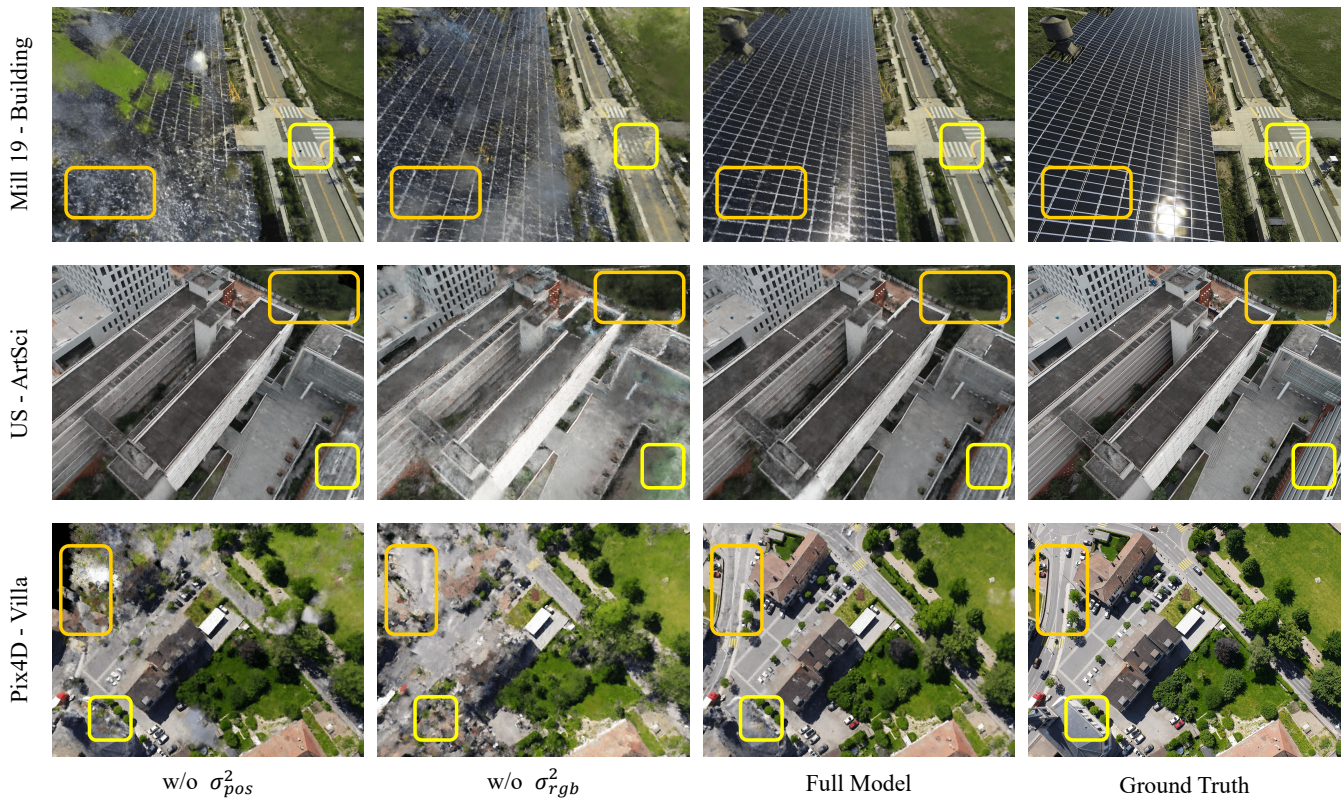 Mill 19 - Building
US - ArtSci
Pix4D - Villa
w/o σ²pos
w/o σ²rgb
Full Model
Ground Truth